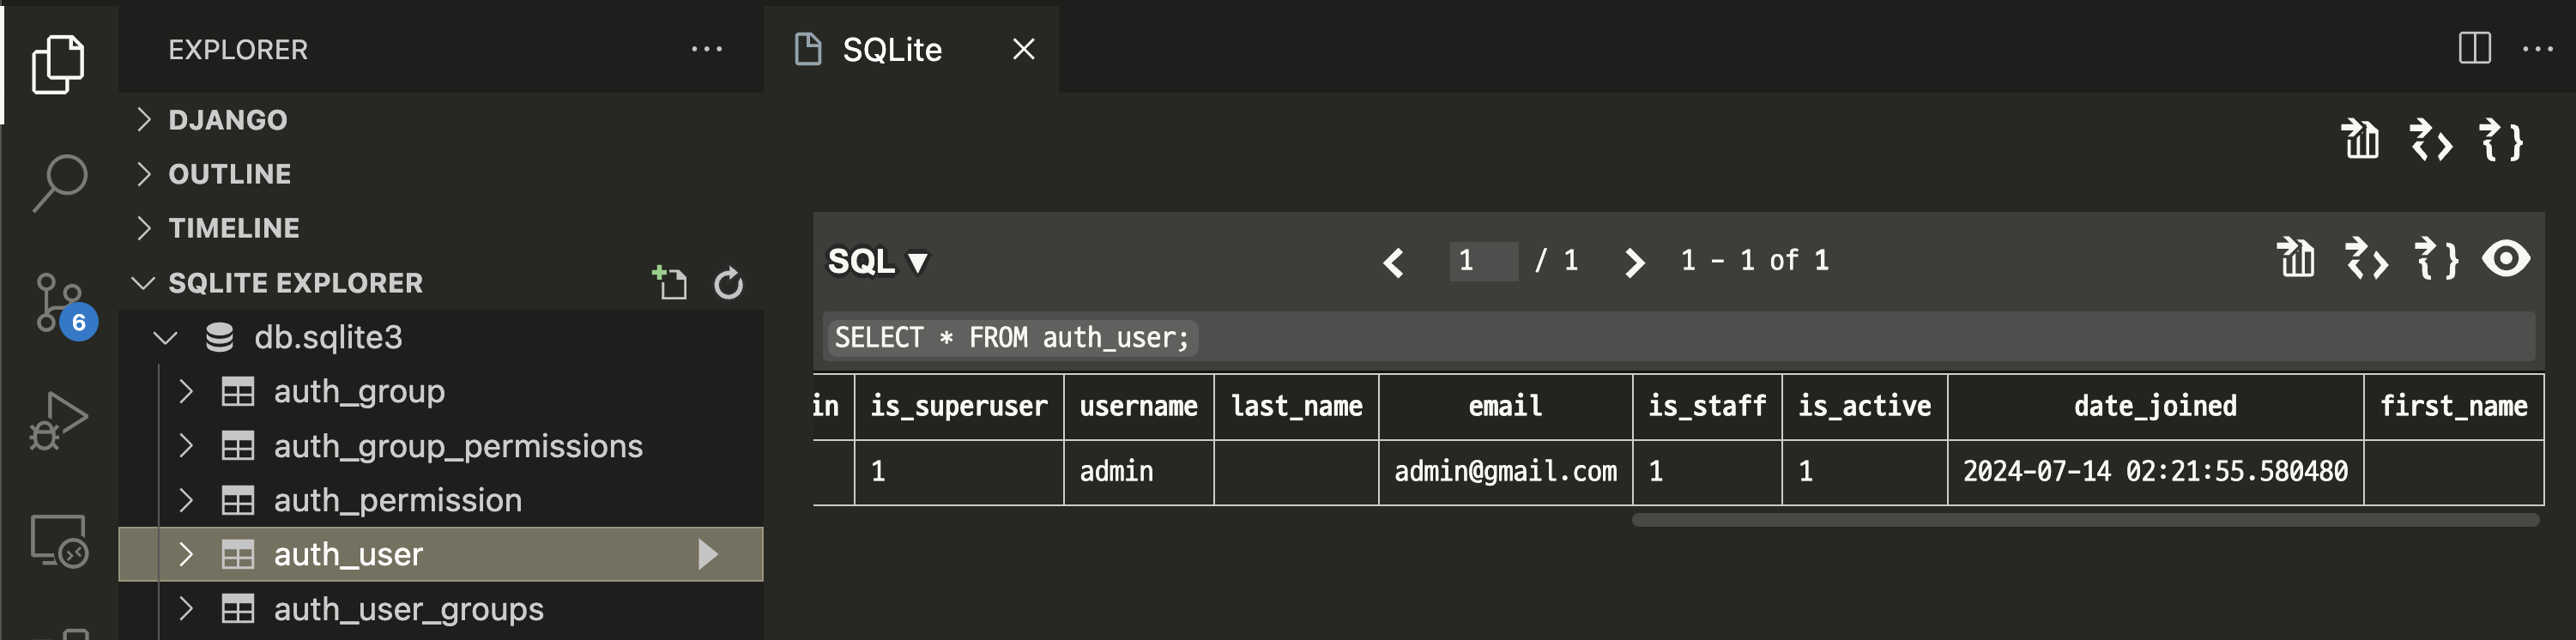 EXPLORER
DJANGO
OUTLINE
TIMELINE
SQLITE EXPLORER
db.sqlite3
auth_group
auth_group_permissions
auth_permission
auth_user
auth_user_groups
6
SQLite
SQL ▼
1 / 1 1 - 1 of 1
SELECT * FROM auth_user;
in is_superuser username last_name email is_staff is_active date_joined first_name
1 admin admin@gmail.com 1 1 2024-07-14 02:21:55.580480